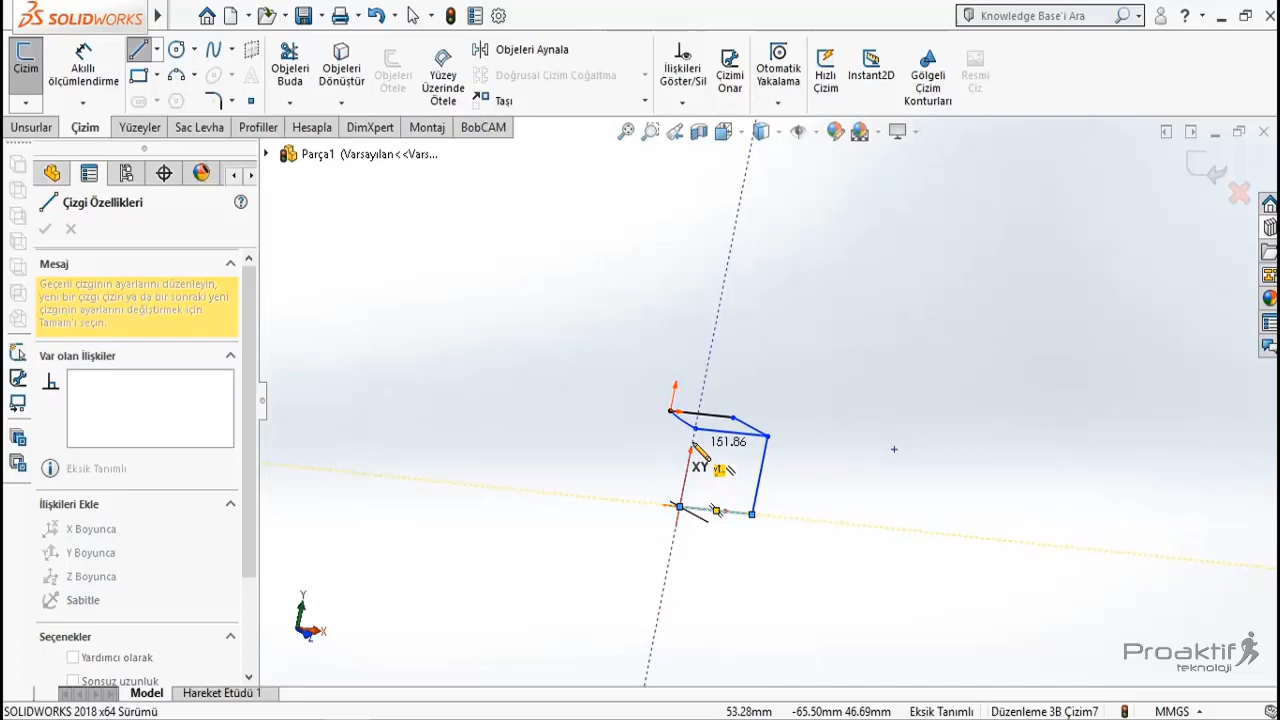 SOLIDWORKS
Knowledge Base'i Ara
Çizim
Akıllı
ölçümlendirme
Objeleri
Buda
Objeleri
Dönüştür
Objeleri
Ötele
Yüzey
Üzerinde
Ötele
Objeleri Aynala
Doğrusal Çizim Çoğaltma
Taşı
İlişkileri
Göster/Sil
Çizimi
Onar
Otomatik
Yakalama
Hızlı
Çizim
Instant2D
Gölgeli
Çizim
Konturları
Resmi
Çiz
Unsurlar
Çizim
Yüzeyler
Sac Levha
Profiller
Hesapla
DimXpert
Montaj
BobCAM
Parça1 (Varsayılan<<Vars...
Çizgi Özellikleri
Mesaj
Geçerli çizginin ayarlarını düzenleyin,
yeni bir çizgi çizin ya da bir sonraki yeni
çizginin ayarlarını değiştirmek için
Tamam'ı seçin.
Var olan İlişkiler
Eksik Tanımlı
İlişkileri Ekle
X Boyunca
Y Boyunca
Z Boyunca
Sabitle
Seçenekler
Yardımcı olarak
Sonsuz uzunluk
151.86
XY
Y
X
Z
Proaktif
teknoloji
Model
Hareket Etüdü 1
SOLIDWORKS 2018 x64 Sürümü
53.28mm
-65.50mm 46.69mm
Eksik Tanımlı
Düzenleme 3B Çizim7
MMGS